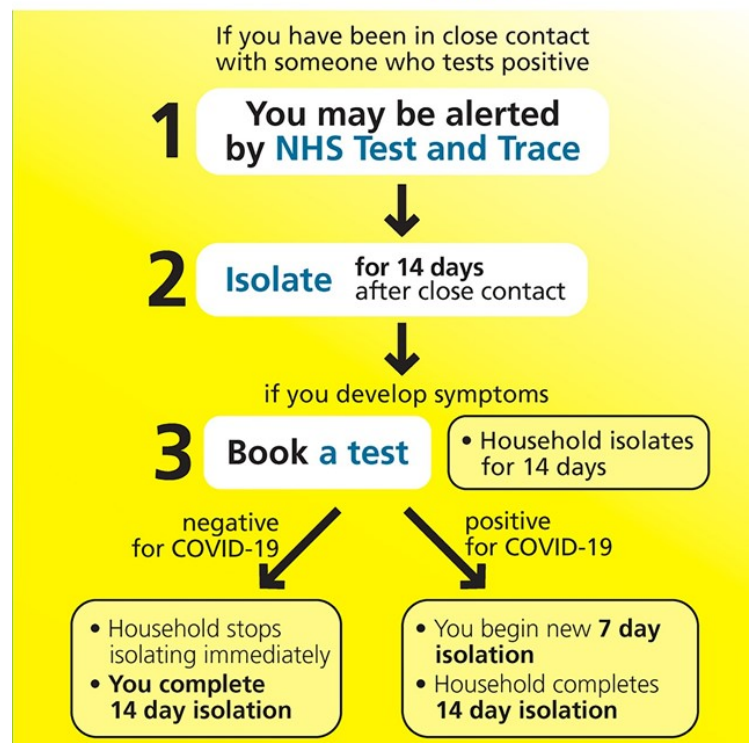 If you have been in close contact
with someone who tests positive
1
You may be alerted
by NHS Test and Trace
2
Isolate for 14 days
after close contact
if you develop symptoms
3
Book a test
• Household isolates
for 14 days
negative
for COVID-19
positive
for COVID-19
• Household stops
isolating immediately
• You complete
14 day isolation
• You begin new 7 day
isolation
• Household completes
14 day isolation